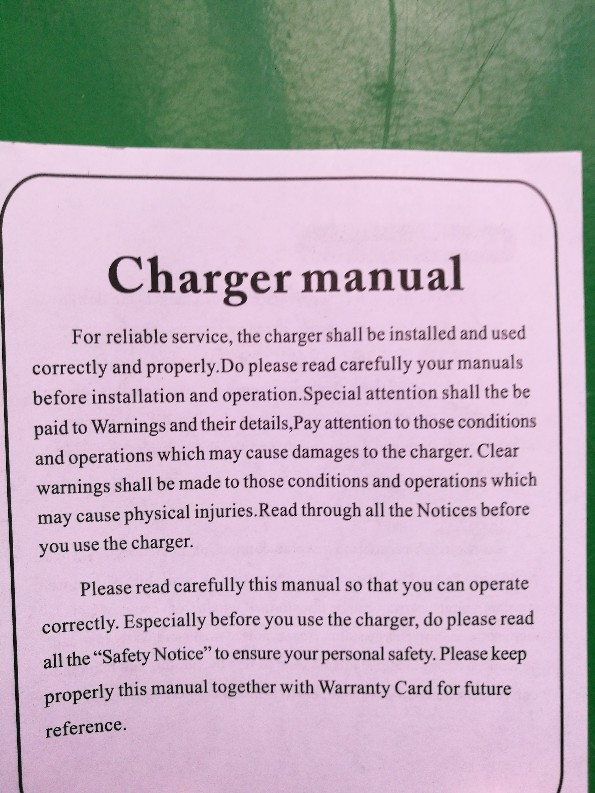 Charger manual
For reliable service, the charger shall be installed and used
correctly and properly.Do please read carefully your manuals
before installation and operation.Special attention shall the be
paid to Warnings and their details,Pay attention to those conditions
and operations which may cause damages to the charger. Clear
warnings shall be made to those conditions and operations which
may cause physical injuries.Read through all the Notices before
you use the charger.
Please read carefully this manual so that you can operate
correctly. Especially before you use the charger, do please read
all the “Safety Notice” to ensure your personal safety. Please keep
properly this manual together with Warranty Card for future
reference.